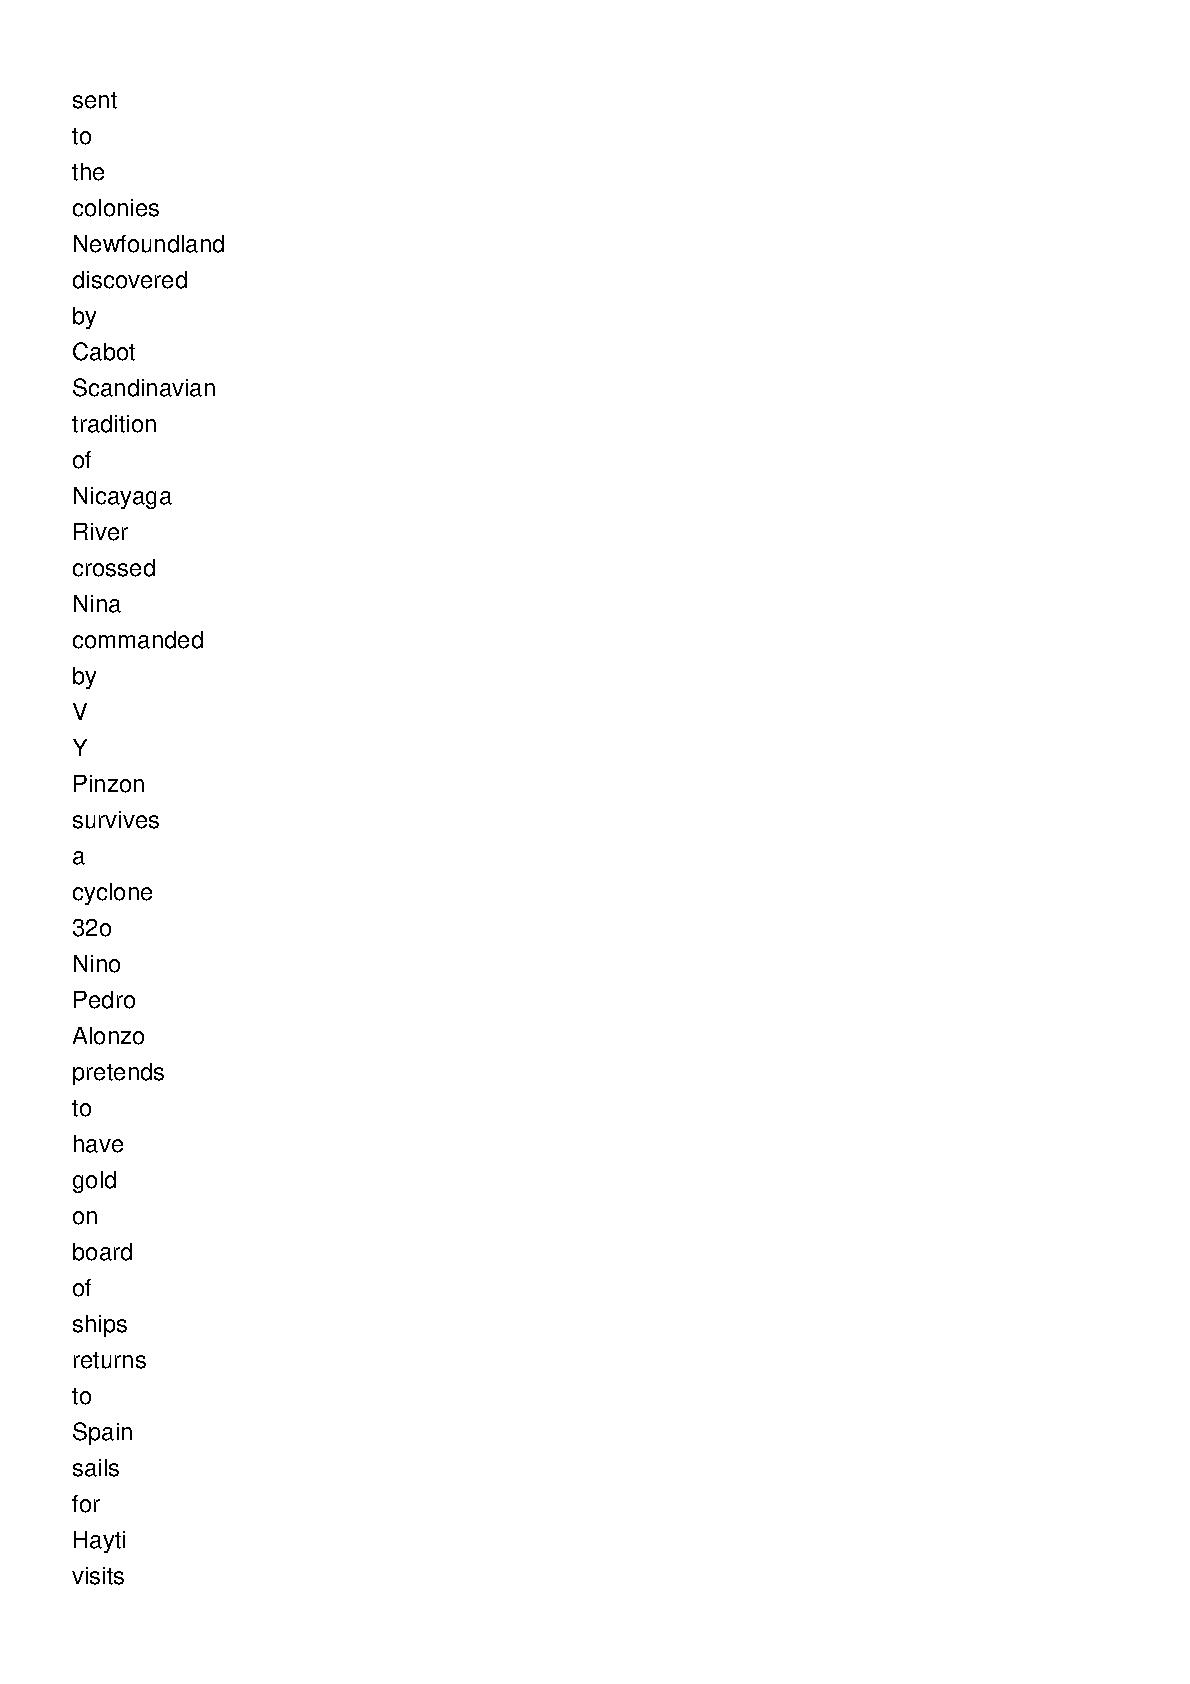 sent
to
the
colonies
Newfoundland
discovered
by
Cabot
Scandinavian
tradition
of
Nicayaga
River
crossed
Nina
commanded
by
V
Y
Pinzon
survives
a
cyclone
32o
Nino
Pedro
Alonzo
pretends
to
have
gold
on
board
of
ships
returns
to
Spain
sails
for
Hayti
visits